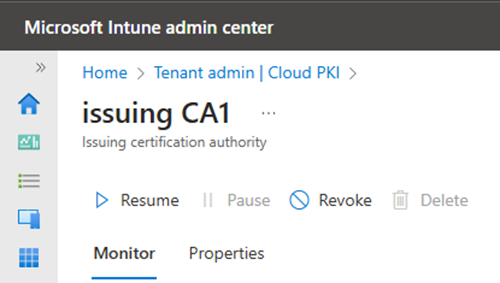 Microsoft Intune admin center
Home > Tenant admin | Cloud PKI >
issuing CA1 ...
Issuing certification authority
Resume Pause Revoke Delete
Monitor Properties